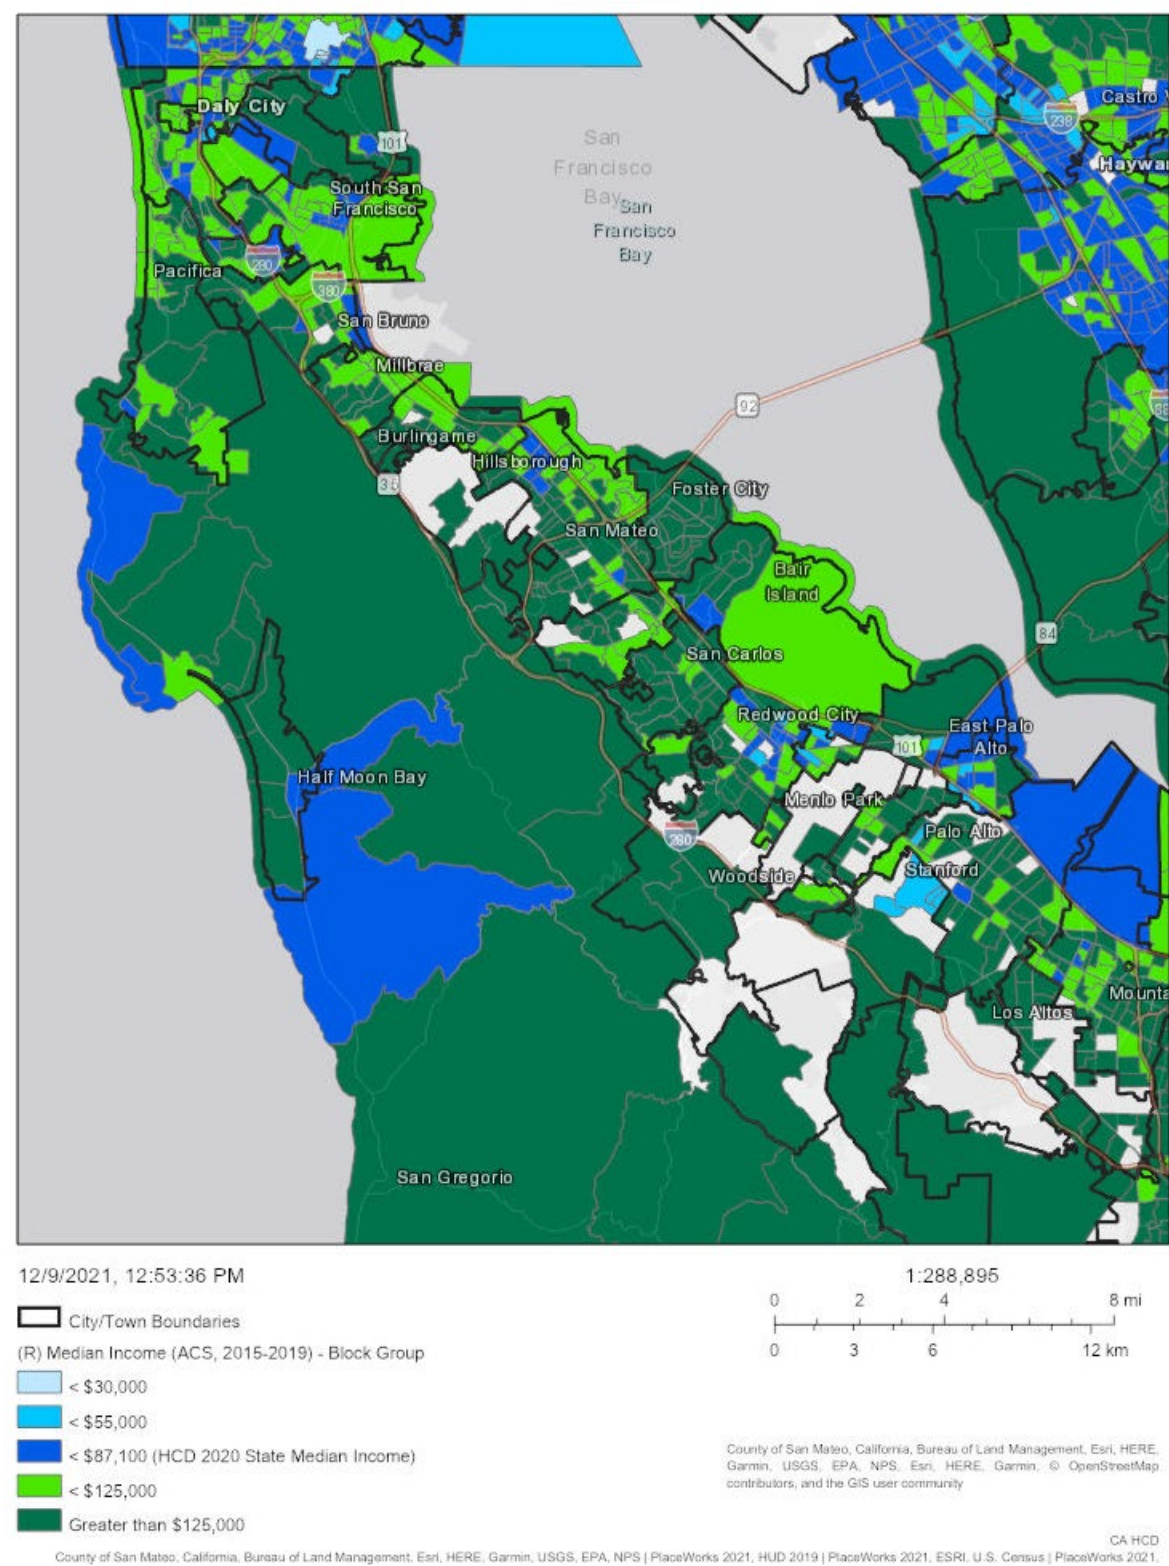 Daly City
101
238
Castro
Haywa
San
Francisco
Bay
San
Francisco
Bay
South San
Francisco
280
Pacifica
380
San Bruno
Millbrae
92
Burlingame
Hillsborough
Foster City
San Mateo
Bair
Island
84
San Carlos
Redwood City
101
East Palo
Alto
Half Moon Bay
Menlo Park
Palo Alto
280
Woodside
Stanford
Mounta
Los Altos
San Gregorio
12/9/2021, 12:53:36 PM
City/Town Boundaries
(R) Median Income (ACS, 2015-2019) - Block Group
< $30,000
< $55,000
< $87,100 (HCD 2020 State Median Income)
< $125,000
Greater than $125,000
1:288,895
0 2 4 8 mi
0 3 6 12 km
County of San Mateo, California, Bureau of Land Management, Esri, HERE,
Garmin, USGS, EPA, NPS, Esri, HERE, Garmin, © OpenStreetMap
contributors, and the GIS user community
CA HCD
County of San Mateo, California, Bureau of Land Management, Esri, HERE, Garmin, USGS, EPA, NPS | PlaceWorks 2021, HUD 2019 | PlaceWorks 2021, ESRI, U.S. Census | PlaceWorks 2021